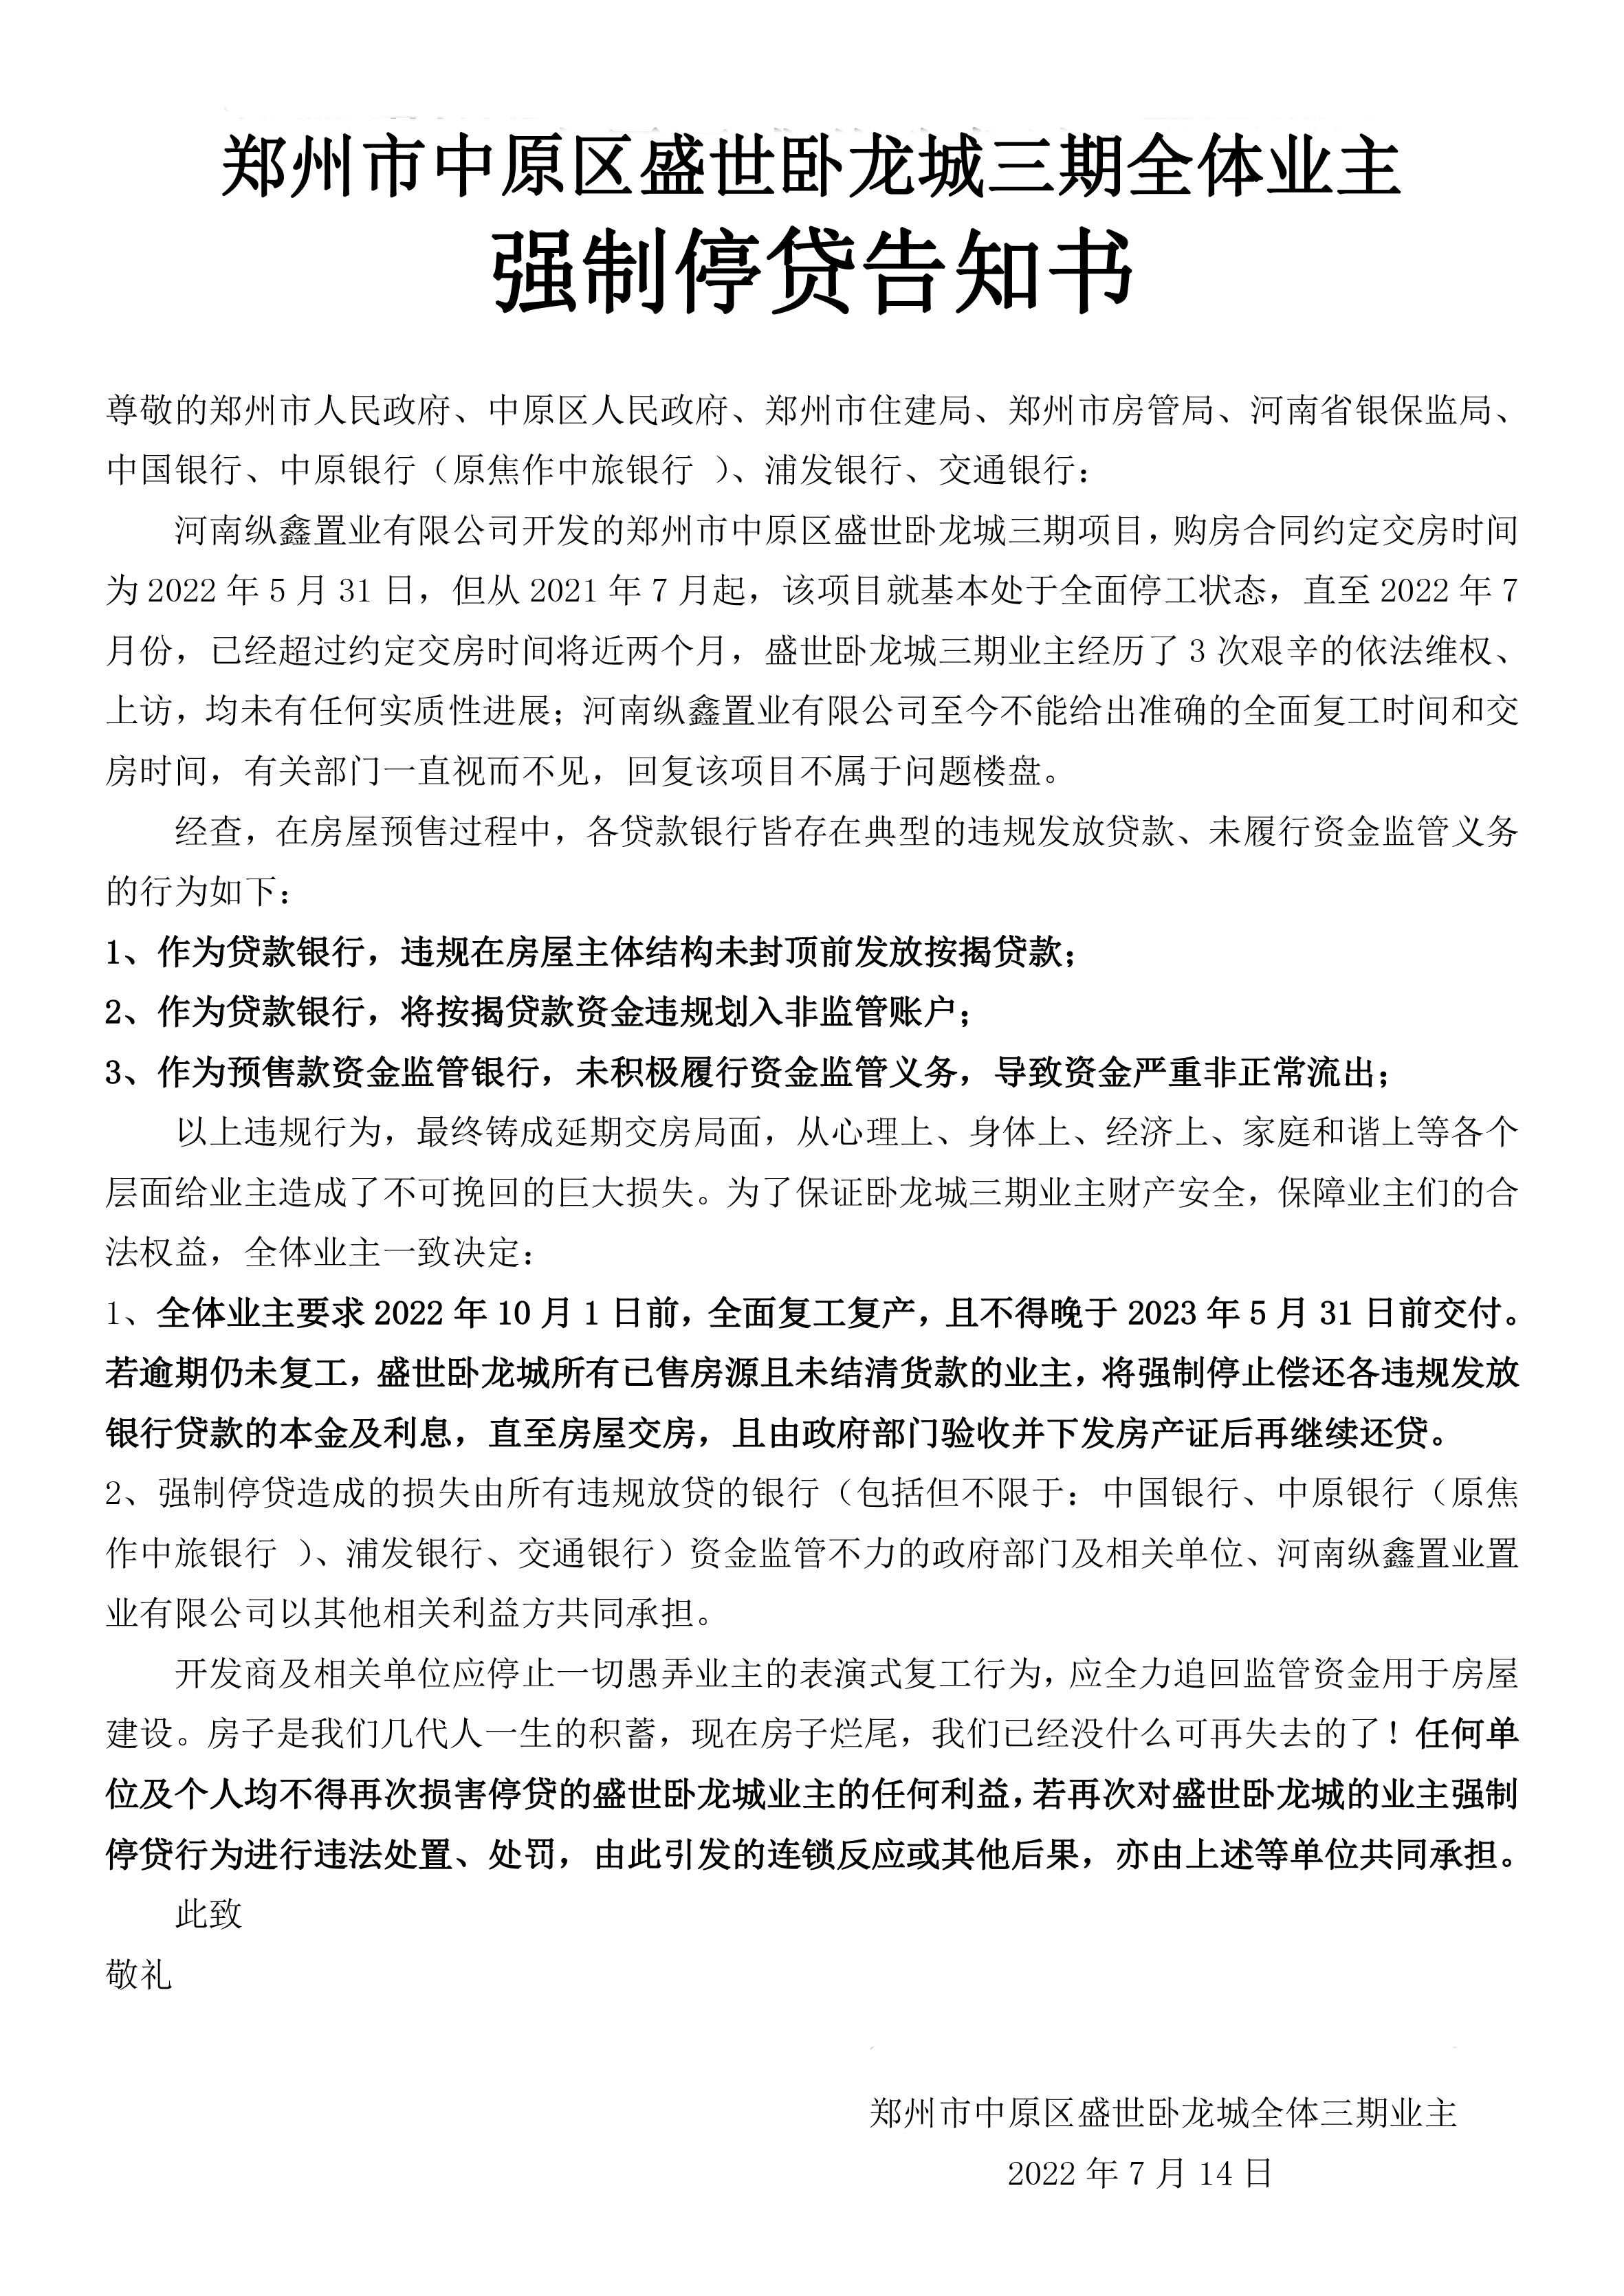 郑州市中原区盛世卧龙城三期全体业主
强制停贷告知书
尊敬的郑州市人民政府、中原区人民政府、郑州市住建局、郑州市房管局、河南省银保监局、
中国银行、中原银行（原焦作中旅银行 ）、浦发银行、交通银行：
河南纵鑫置业有限公司开发的郑州市中原区盛世卧龙城三期项目，购房合同约定交房时间
为 2022 年 5 月 31 日，但从 2021 年 7 月起，该项目就基本处于全面停工状态，直至 2022 年 7
月份，已经超过约定交房时间将近两个月，盛世卧龙城三期业主经历了 3 次艰辛的依法维权、
上访，均未有任何实质性进展；河南纵鑫置业有限公司至今不能给出准确的全面复工时间和交
房时间，有关部门一直视而不见，回复该项目不属于问题楼盘。
经查，在房屋预售过程中，各贷款银行皆存在典型的违规发放贷款、未履行资金监管义务
的行为如下：
1、作为贷款银行，违规在房屋主体结构未封顶前发放按揭贷款；
2、作为贷款银行，将按揭贷款资金违规划入非监管账户；
3、作为预售款资金监管银行，未积极履行资金监管义务，导致资金严重非正常流出；
以上违规行为，最终铸成延期交房局面，从心理上、身体上、经济上、家庭和谐上等各个
层面给业主造成了不可挽回的巨大损失。为了保证卧龙城三期业主财产安全，保障业主们的合
法权益，全体业主一致决定：
1、全体业主要求 2022 年 10 月 1 日前，全面复工复产，且不得晚于 2023 年 5 月 31 日前交付。
若逾期仍未复工，盛世卧龙城所有已售房源且未结清货款的业主，将强制停止偿还各违规发放
银行贷款的本金及利息，直至房屋交房，且由政府部门验收并下发房产证后再继续还贷。
2、强制停贷造成的损失由所有违规放贷的银行（包括但不限于：中国银行、中原银行（原焦
作中旅银行 ）、浦发银行、交通银行）资金监管不力的政府部门及相关单位、河南纵鑫置业置
业有限公司以其他相关利益方共同承担。
开发商及相关单位应停止一切愚弄业主的表演式复工行为，应全力追回监管资金用于房屋
建设。房子是我们几代人一生的积蓄，现在房子烂尾，我们已经没什么可再失去的了！任何单
位及个人均不得再次损害停贷的盛世卧龙城业主的任何利益，若再次对盛世卧龙城的业主强制
停贷行为进行违法处置、处罚，由此引发的连锁反应或其他后果，亦由上述等单位共同承担。
此致
敬礼
郑州市中原区盛世卧龙城全体三期业主
2022 年 7 月 14 日